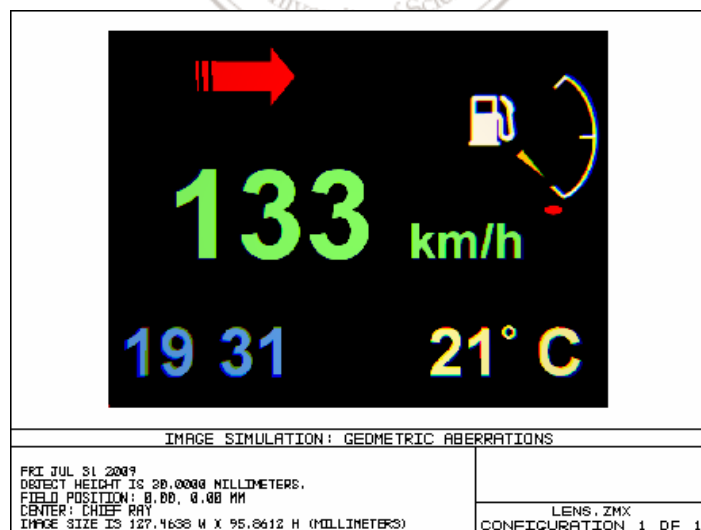 133 km/h
19 31 21° C
IMAGE SIMULATION: GEOMETRIC ABERRATIONS
FRI JUL 31 2009
OBJECT HEIGHT IS 30.0000 MILLIMETERS.
FIELD POSITION: 0.00, 0.00 MM
CENTER: CHIEF RAY
IMAGE SIZE IS 127.4638 W X 95.8612 H (MILLIMETERS)
LENS.ZMX
CONFIGURATION 1 OF 1